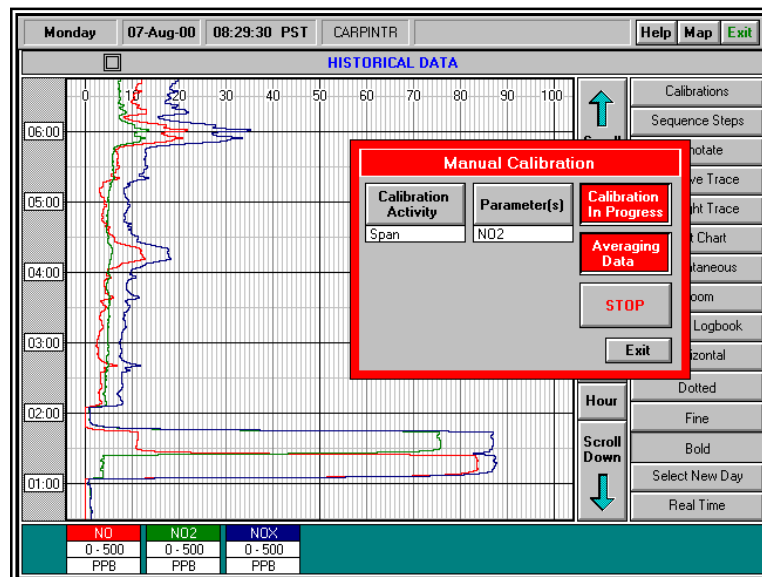 Monday 07-Aug-00 08:29:30 PST CARPINTR Help Map Exit
HISTORICAL DATA
0 10 20 30 40 50 60 70 80 90 100
06:00
05:00
04:00
03:00
02:00
01:00
Manual Calibration
Calibration Activity
Span
Parameter(s)
NO2
Calibration In Progress
Averaging Data
STOP
Exit
Hour
Scroll Down
Calibrations
Sequence Steps
Trace
Trace
Chart
Logbook
Dotted
Fine
Bold
Select New Day
Real Time
NO NO2 NOX
0 - 500 0 - 500 0 - 500
PPB PPB PPB